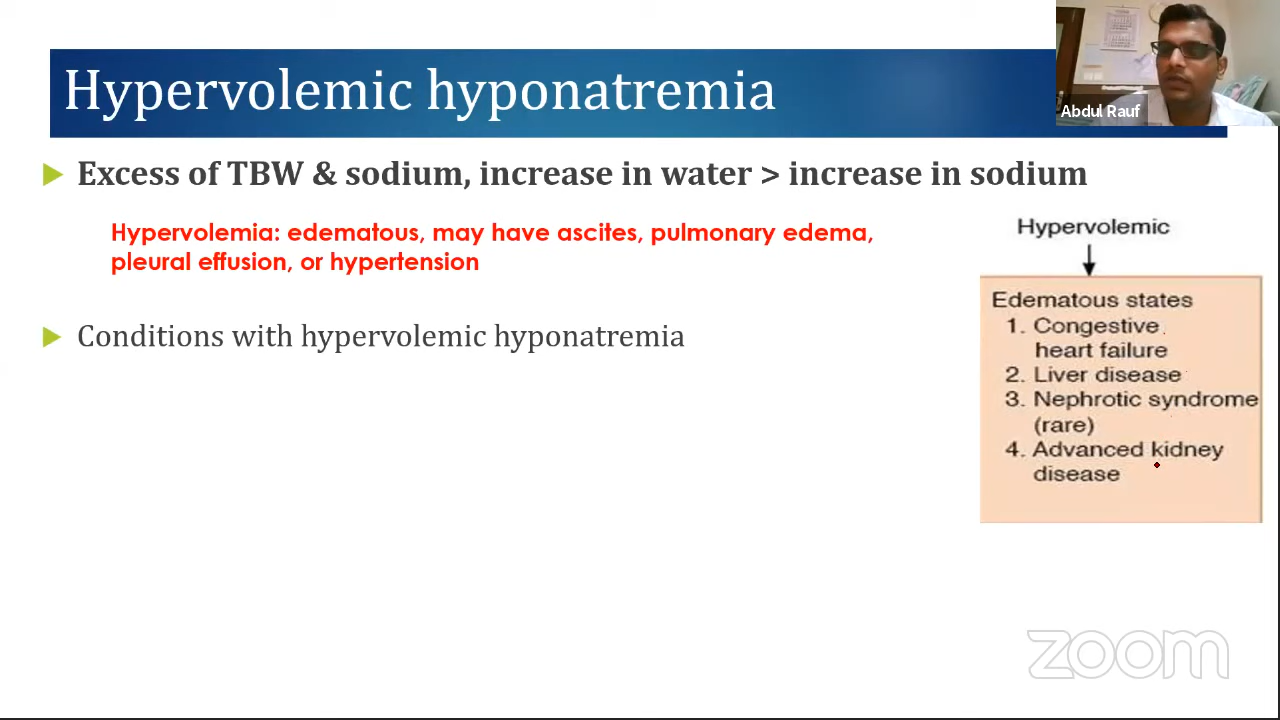 Hypervolemic hyponatremia
Abdul Rauf
Excess of TBW & sodium, increase in water > increase in sodium
Hypervolemia: edematous, may have ascites, pulmonary edema,
pleural effusion, or hypertension
Conditions with hypervolemic hyponatremia
Hypervolemic
Edematous states
1. Congestive
heart failure
2. Liver disease
3. Nephrotic syndrome
(rare)
4. Advanced kidney
disease
zoom